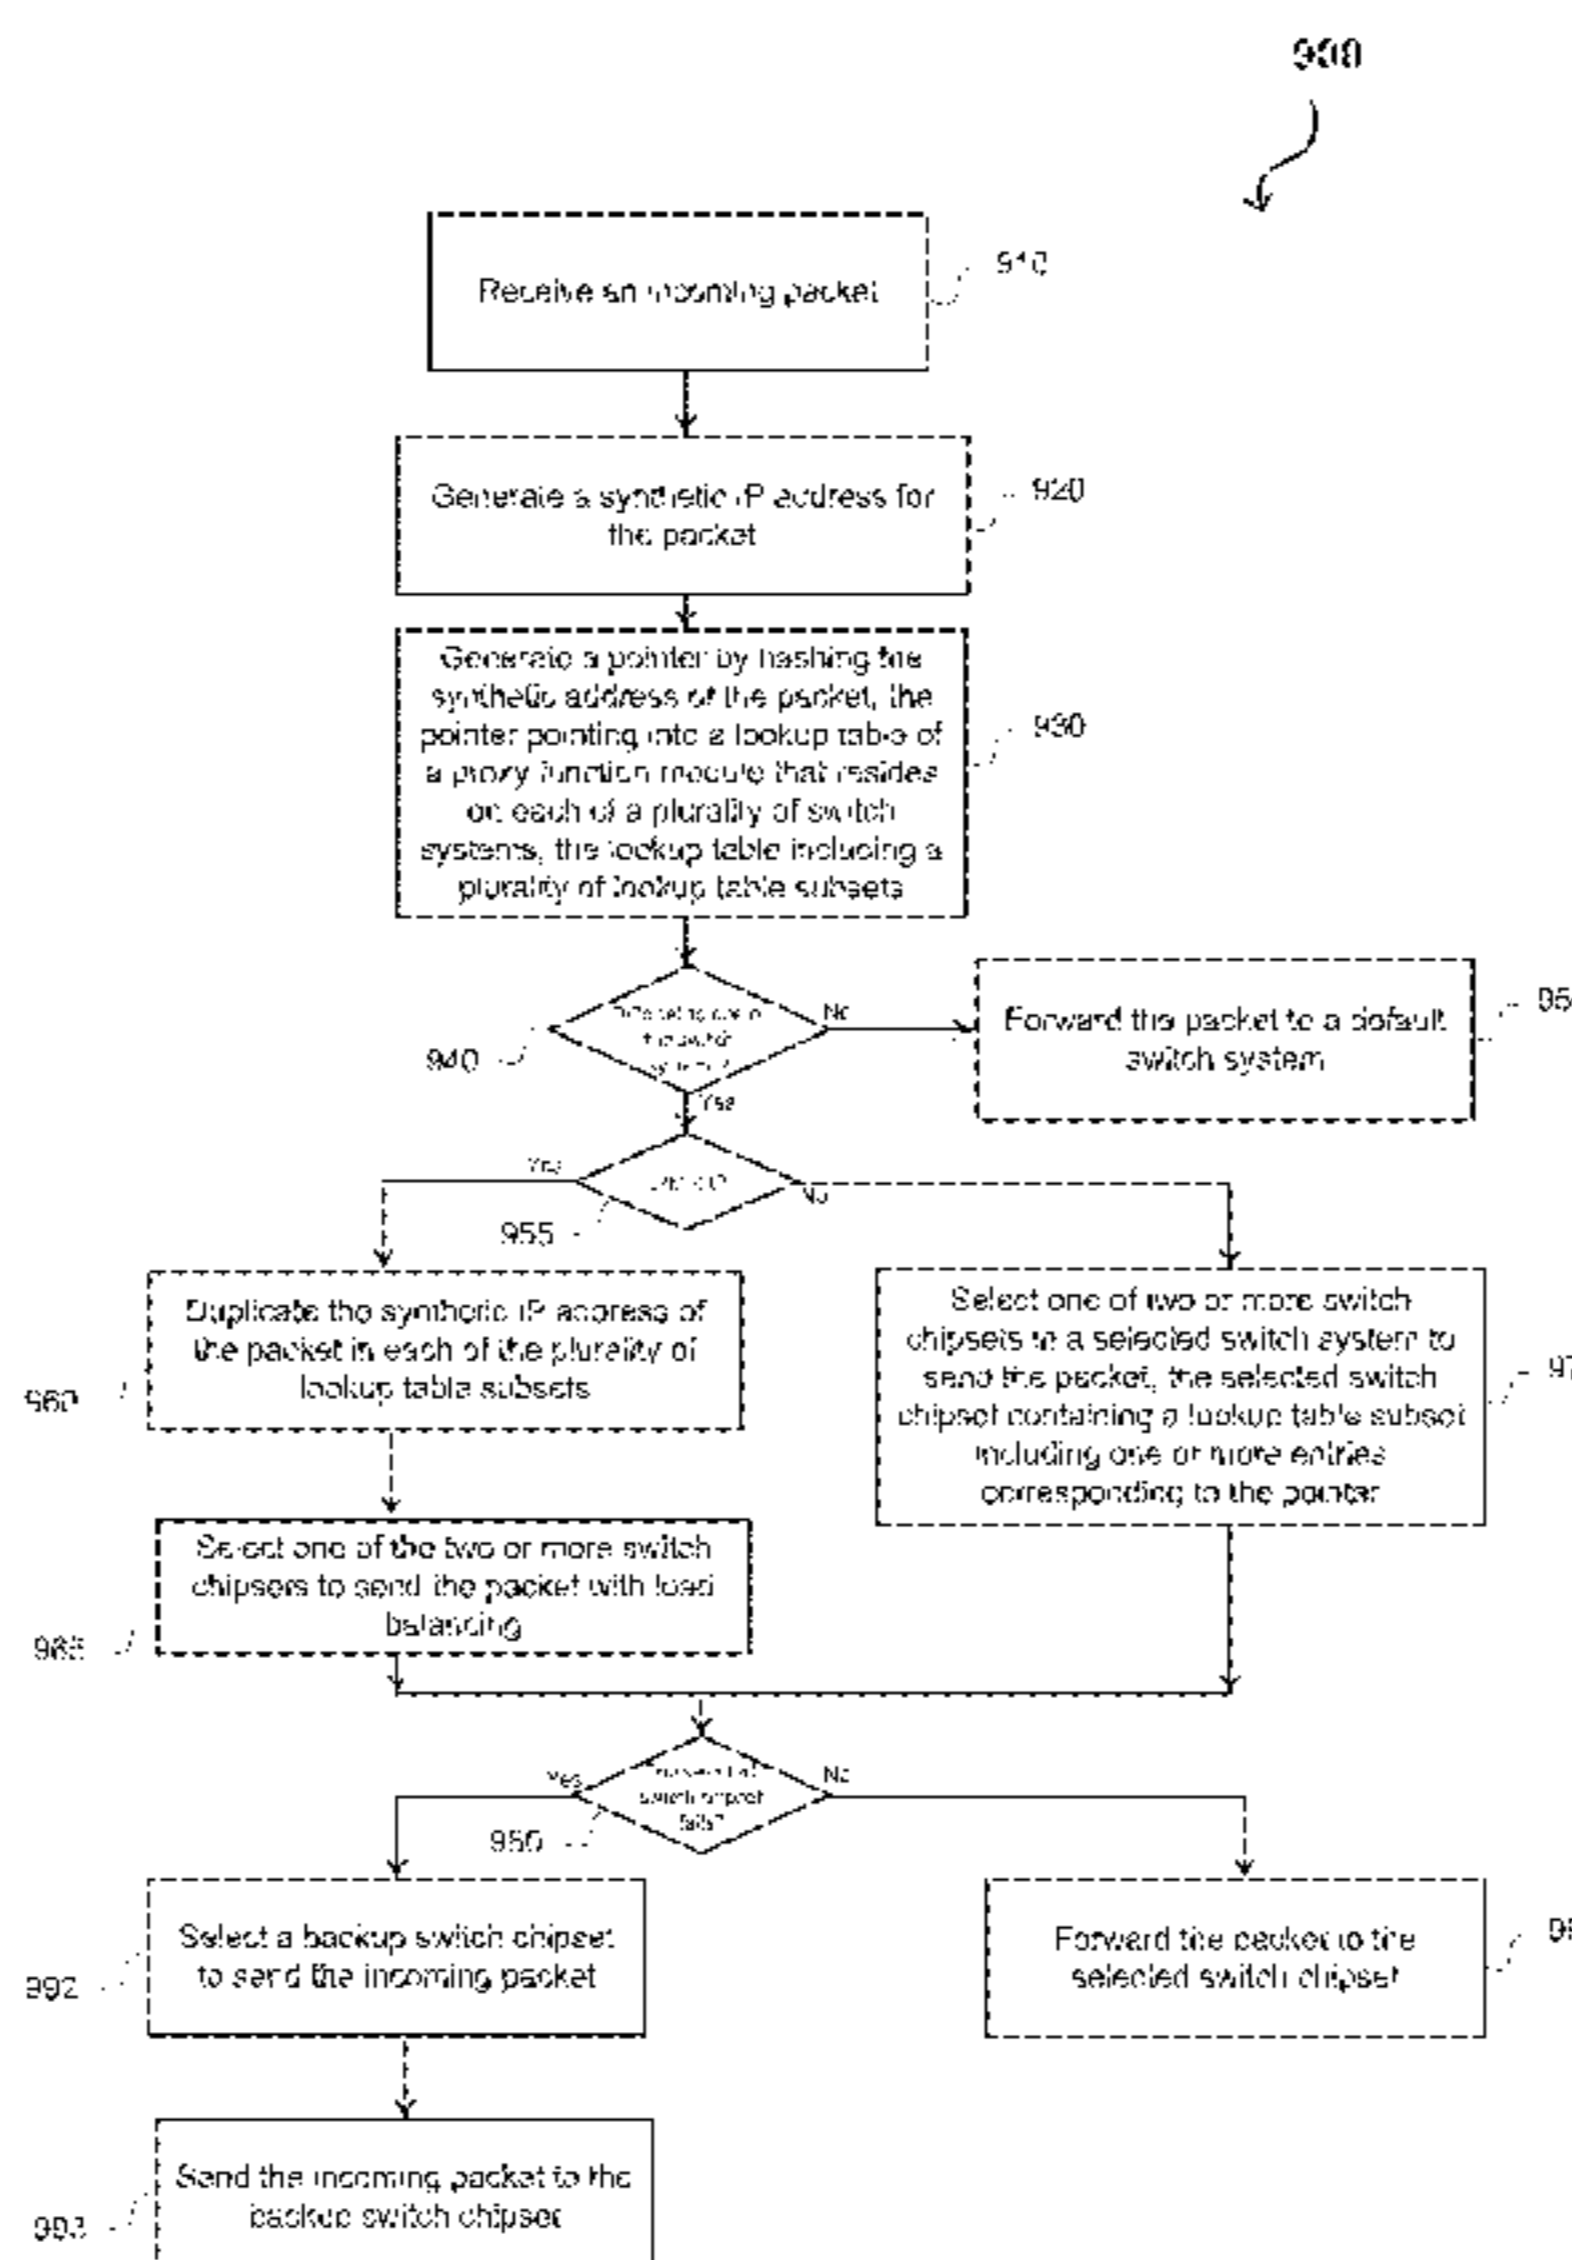 900
Receive an incoming packet
910
Generate a synthetic IP address for
the packet
920
Generate a pointer by hashing the
synthetic address of the packet, the
pointer pointing into a lookup table of
a proxy function module that resides
on each of a plurality of switch
systems, the lookup table including a
plurality of lookup table subsets
930
the switch
940
No
Yes
Forward the packet to a default
switch system
Yes
No
955
Duplicate the synthetic IP address of
the packet in each of the plurality of
lookup table subsets
960
Select one of two or more switch
chipsets in a selected switch system to
send the packet, the selected switch
chipset containing a lookup table subset
including one or more entries
corresponding to the pointer
Select one of the two or more switch
chipsets to send the packet with load
balancing
965
switch chipset
fails?
Yes
No
Select a backup switch chipset
to send the incoming packet
992
Forward the packet to the
selected switch chipset
Send the incoming packet to the
backup switch chipset
993